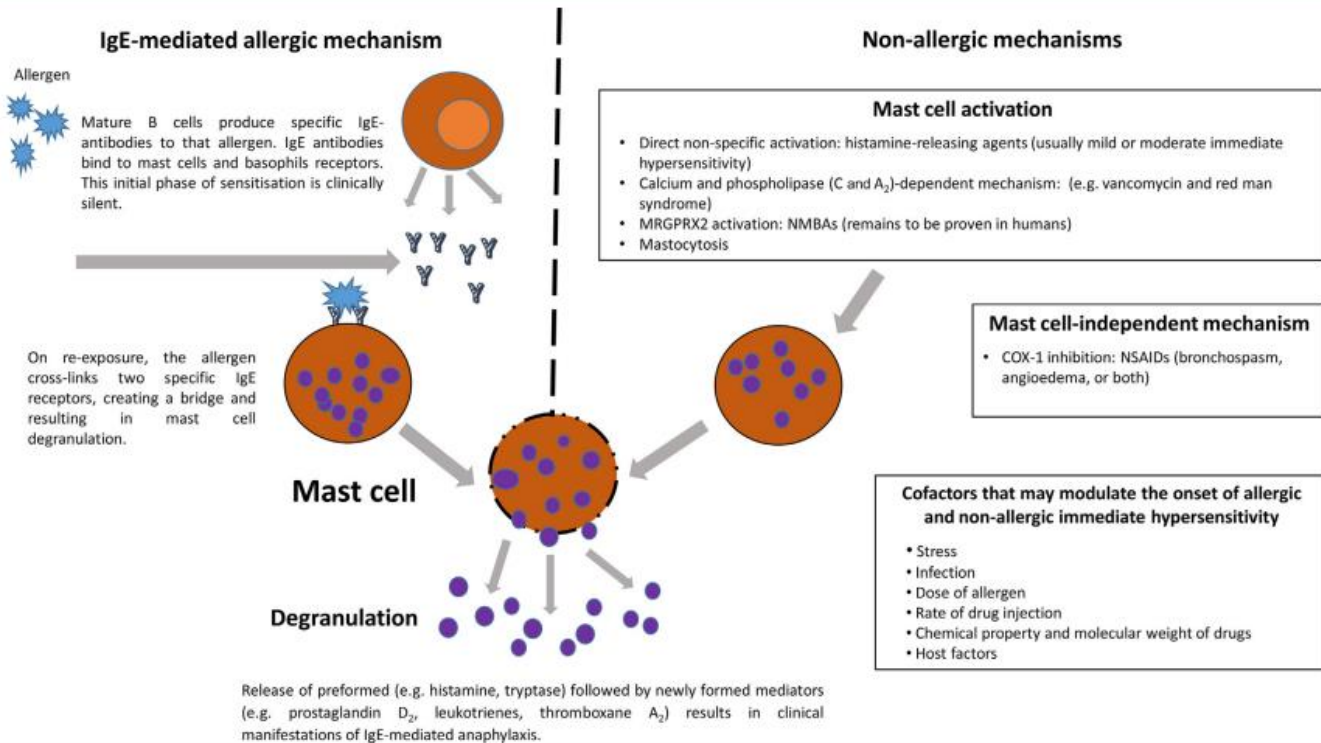 IgE-mediated allergic mechanism
Allergen
Mature B cells produce specific IgE-
antibodies to that allergen. IgE antibodies
bind to mast cells and basophils receptors.
This initial phase of sensitisation is clinically
silent.
On re-exposure, the allergen
cross-links two specific IgE
receptors, creating a bridge and
resulting in mast cell
degranulation.
Mast cell
Degranulation
Release of preformed (e.g. histamine, tryptase) followed by newly formed mediators
(e.g. prostaglandin D₂, leukotrienes, thromboxane A₂) results in clinical
manifestations of IgE-mediated anaphylaxis.
Non-allergic mechanisms
Mast cell activation
• Direct non-specific activation: histamine-releasing agents (usually mild or moderate immediate
hypersensitivity)
• Calcium and phospholipase (C and A₂)-dependent mechanism: (e.g. vancomycin and red man
syndrome)
• MRGPRX2 activation: NMBAs (remains to be proven in humans)
• Mastocytosis
Mast cell-independent mechanism
• COX-1 inhibition: NSAIDs (bronchospasm,
angioedema, or both)
Cofactors that may modulate the onset of allergic
and non-allergic immediate hypersensitivity
• Stress
• Infection
• Dose of allergen
• Rate of drug injection
• Chemical property and molecular weight of drugs
• Host factors